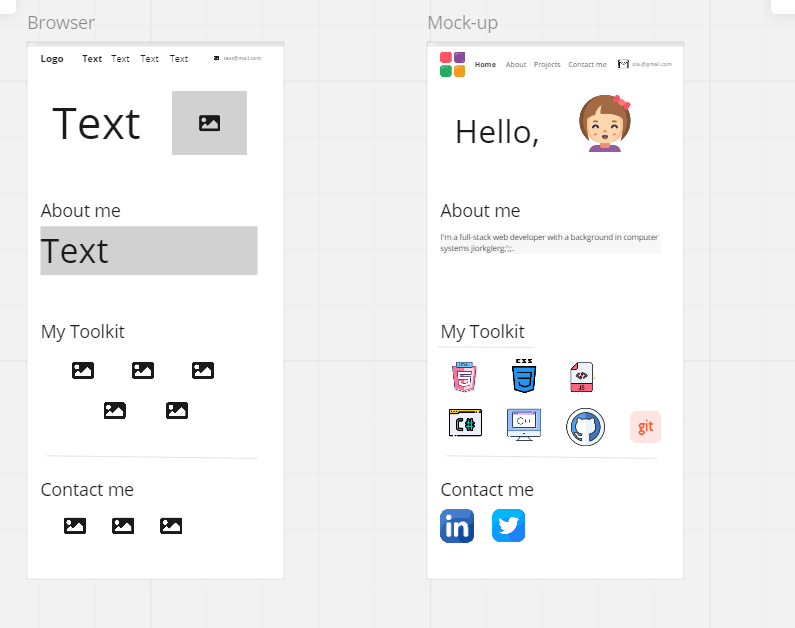 Browser
Logo Text Text Text Text text@mail.com
Text
About me
Text
My Toolkit
Contact me
Mock-up
Home About Projects Contact me ola.@gmail.com
Hello,
About me
I'm a full-stack web developer with a background in computer
systems jiorkglerg;';;.
My Toolkit
CSS
JS
C#
C++
git
Contact me
in